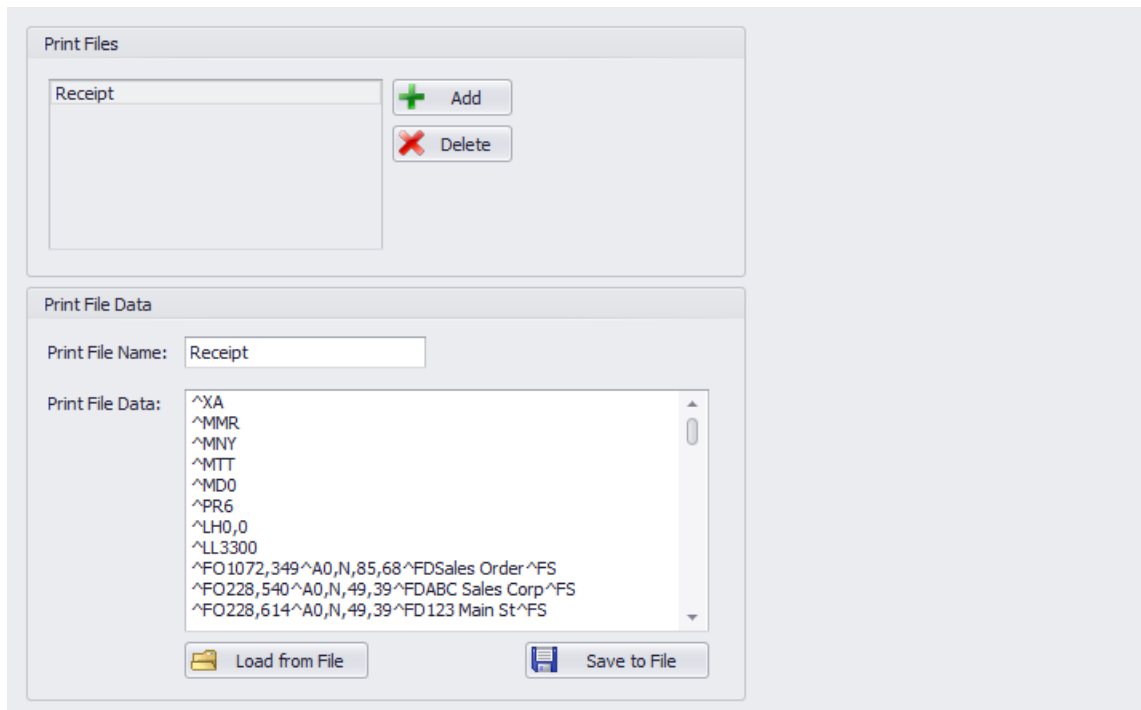 Print Files
Receipt
Add
Delete
Print File Data
Print File Name:
Receipt
Print File Data:
^XA
^MMR
^MNY
^MTT
^MD0
^PR6
^LH0,0
^LL3300
^FO1072,349^A0,N,85,68^FDSales Order^FS
^FO228,540^A0,N,49,39^FDABC Sales Corp^FS
^FO228,614^A0,N,49,39^FD123 Main St^FS
Load from File
Save to File